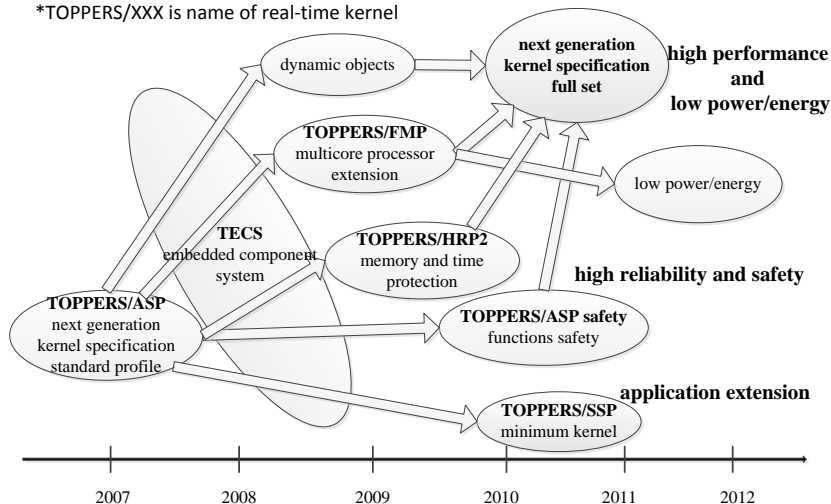 *TOPPERS/XXX is name of real-time kernel
dynamic objects
next generation
kernel specification
full set
high performance
and
low power/energy
TOPPERS/FMP
multicore processor
extension
low power/energy
TECS
embedded component
system
TOPPERS/HRP2
memory and time
protection
high reliability and safety
TOPPERS/ASP
next generation
kernel specification
standard profile
TOPPERS/ASP safety
functions safety
application extension
TOPPERS/SSP
minimum kernel
2007 2008 2009 2010 2011 2012